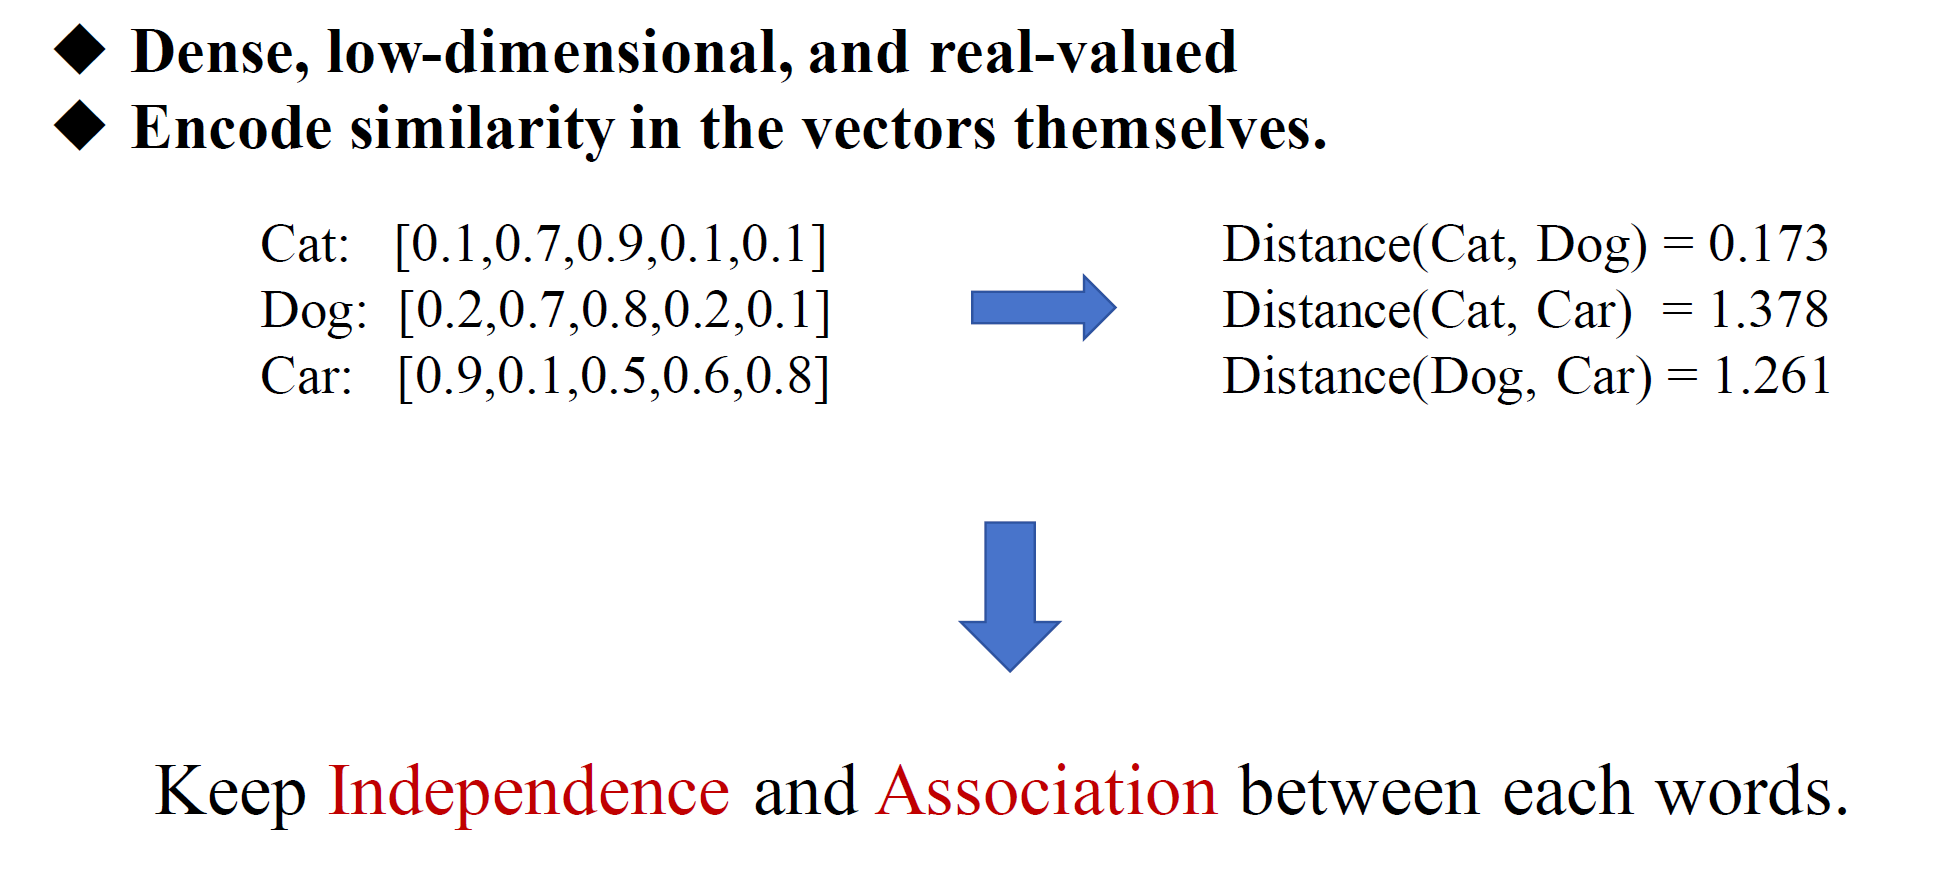 ◆ Dense, low-dimensional, and real-valued
◆ Encode similarity in the vectors themselves.
Cat: [0.1,0.7,0.9,0.1,0.1]
Dog: [0.2,0.7,0.8,0.2,0.1]
Car: [0.9,0.1,0.5,0.6,0.8]
Distance(Cat, Dog) = 0.173
Distance(Cat, Car) = 1.378
Distance(Dog, Car) = 1.261
Keep Independence and Association between each words.